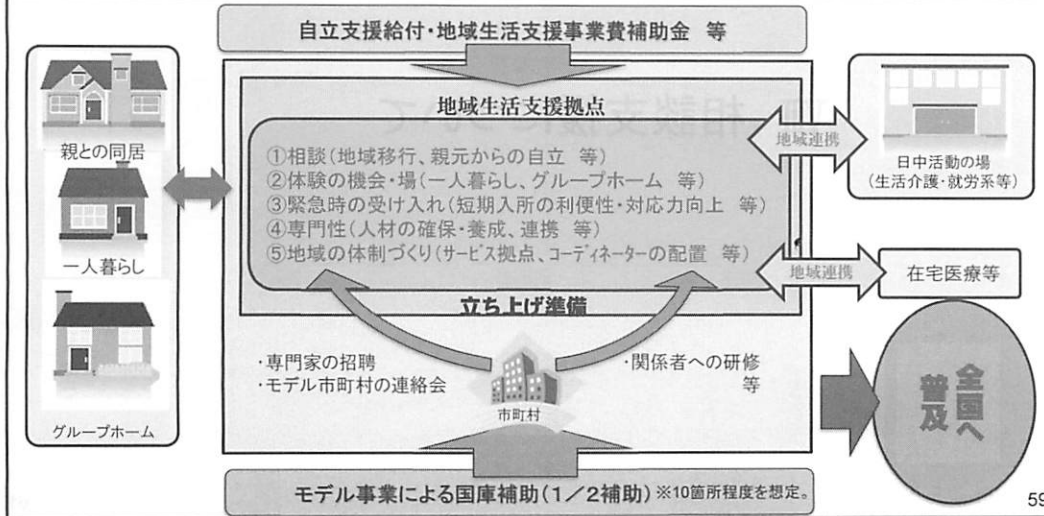 自立支援給付・地域生活支援事業費補助金 等
地域生活支援拠点
①相談(地域移行、親元からの自立 等)
②体験の機会・場(一人暮らし、グループホーム 等)
③緊急時の受け入れ(短期入所の利便性・対応力向上 等)
④専門性(人材の確保・養成、連携 等)
⑤地域の体制づくり(サービス拠点、コーディネーターの配置 等)
立ち上げ準備
親との同居
一人暮らし
グループホーム
地域連携
日中活動の場
(生活介護・就労系等)
地域連携
在宅医療等
・専門家の招聘
・モデル市町村の連絡会
市町村
・関係者への研修
等
全国へ
普及
モデル事業による国庫補助(1/2補助)※10箇所程度を想定。
59